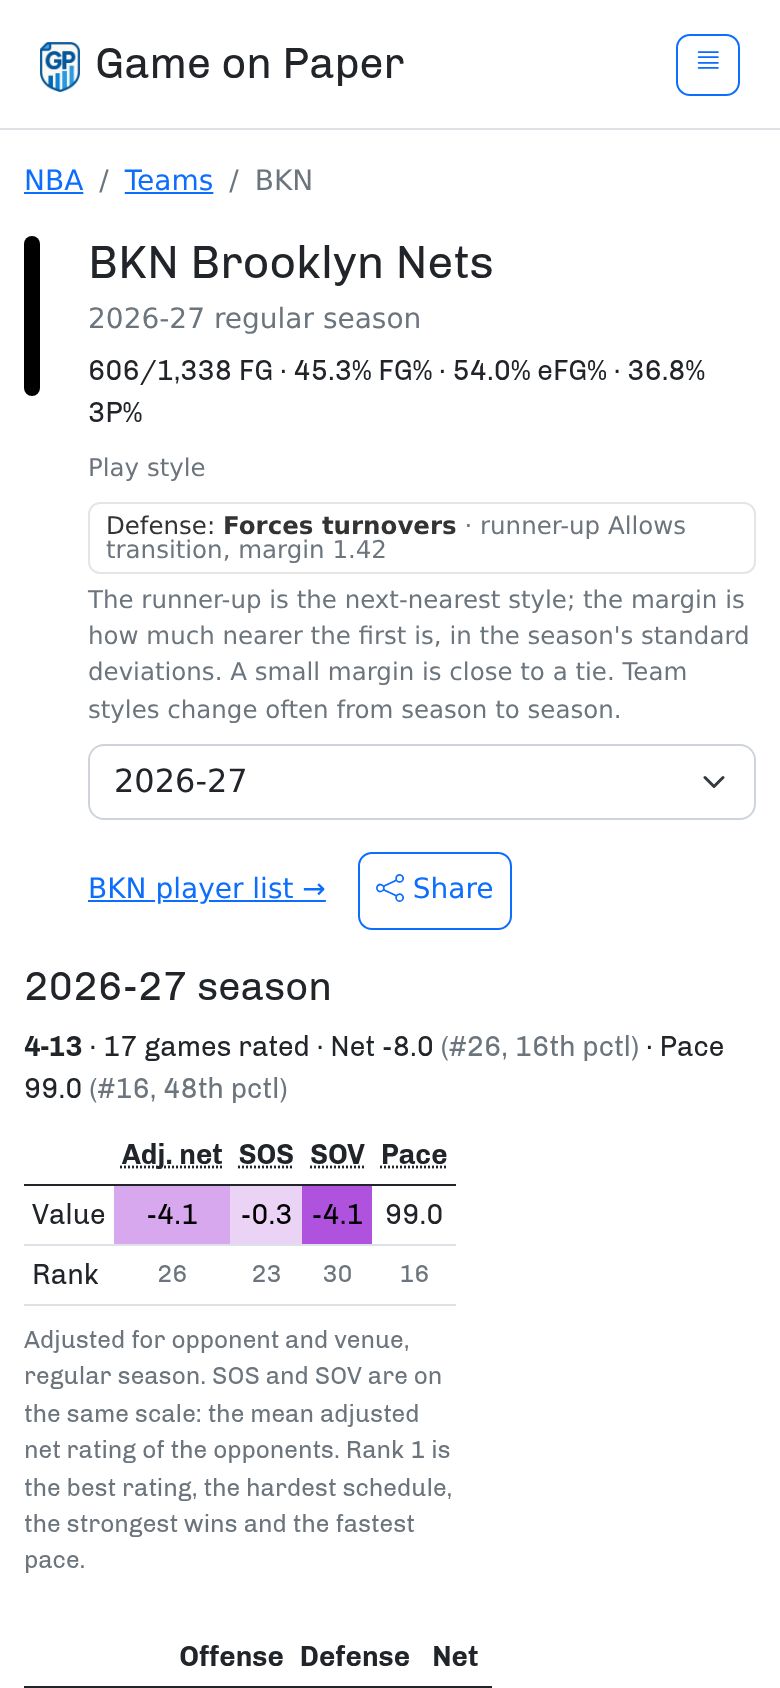 GP Game on Paper
NBA / Teams / BKN
BKN Brooklyn Nets
2026-27 regular season
606/1,338 FG · 45.3% FG% · 54.0% eFG% · 36.8%
3P%
Play style
Defense: Forces turnovers · runner-up Allows
transition, margin 1.42
The runner-up is the next-nearest style; the margin is
how much nearer the first is, in the season's standard
deviations. A small margin is close to a tie. Team
styles change often from season to season.
2026-27
BKN player list → Share
2026-27 season
4-13 · 17 games rated · Net -8.0 (#26, 16th pctl) · Pace
99.0 (#16, 48th pctl)
Adj. net SOS SOV Pace
Value -4.1 -0.3 -4.1 99.0
Rank 26 23 30 16
Adjusted for opponent and venue,
regular season. SOS and SOV are on
the same scale: the mean adjusted
net rating of the opponents. Rank 1 is
the best rating, the hardest schedule,
the strongest wins and the fastest
pace.
Offense Defense Net